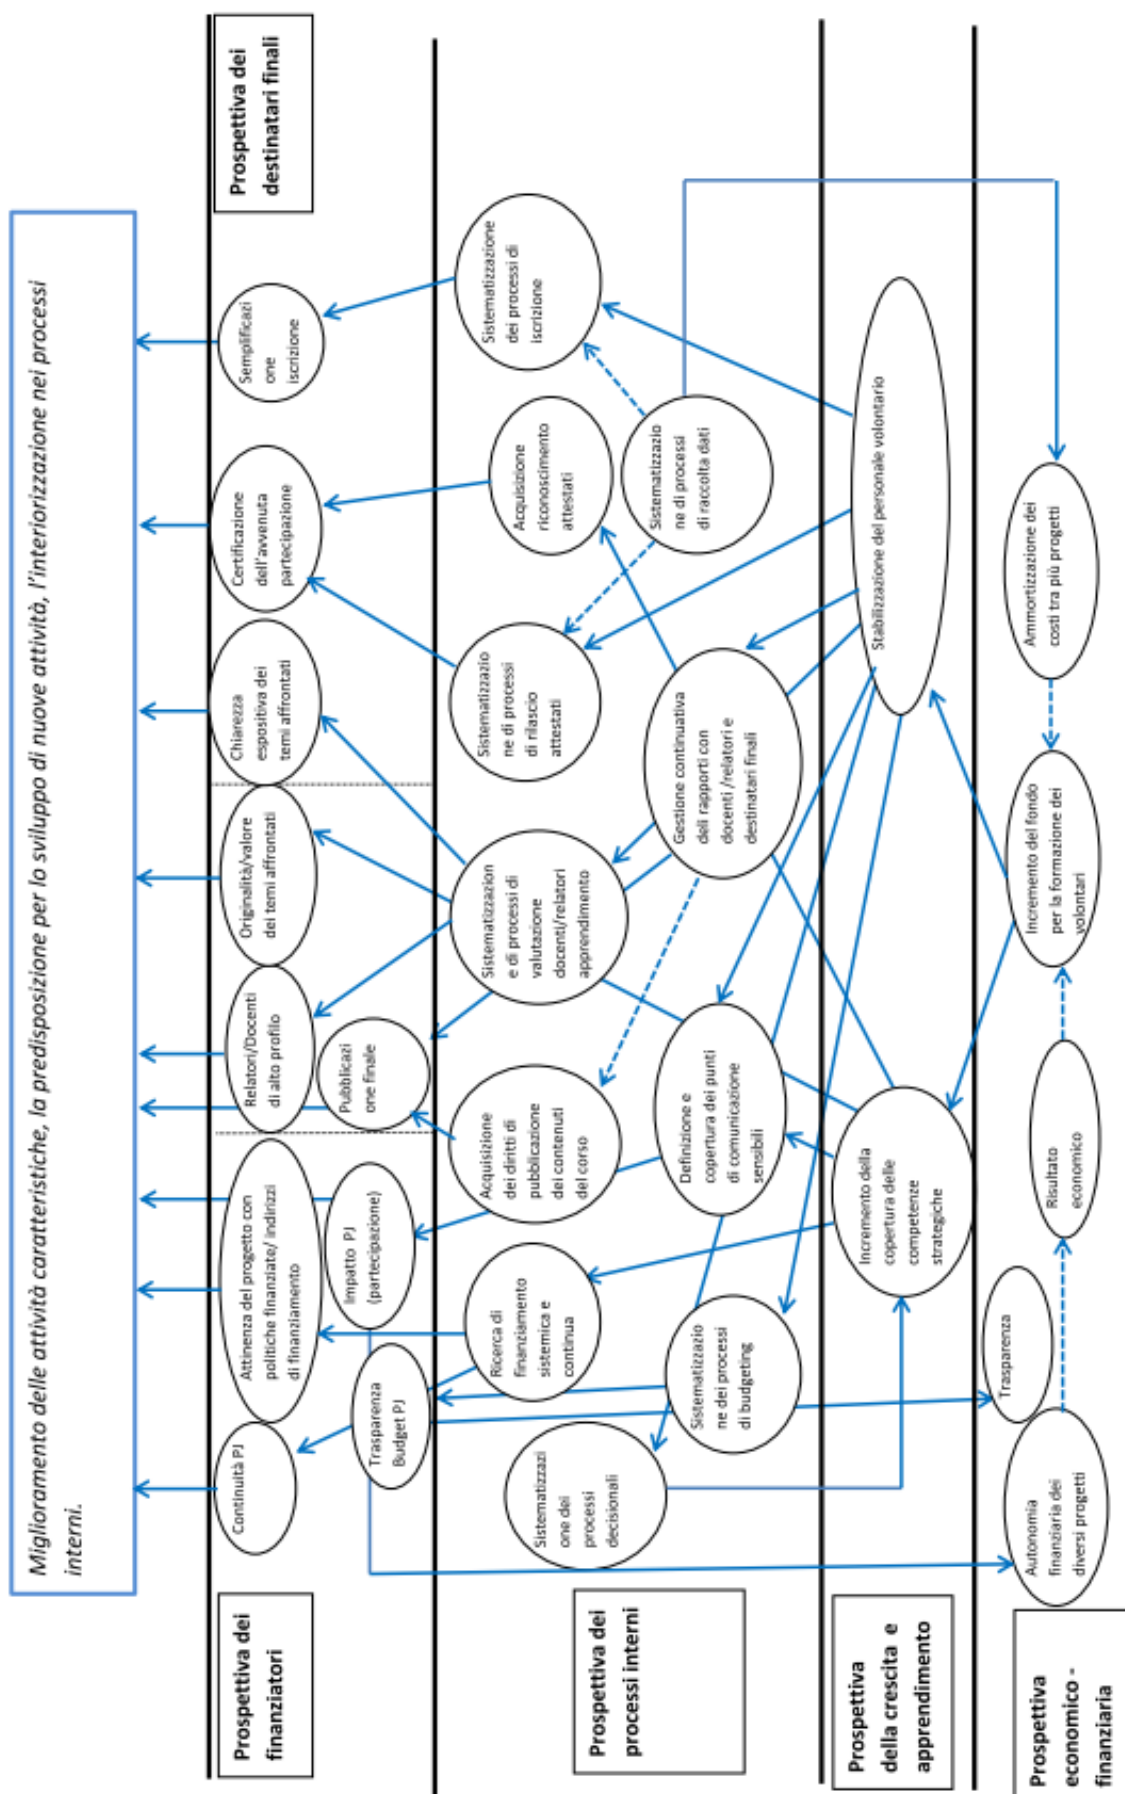 Miglioramento delle attività caratteristiche, la predisposizione per lo sviluppo di nuove attività, l'interiorizzazione nei processi
interni.
Prospettiva dei
finanziatori
Prospettiva dei
destinatari finali
Continuità PJ
Attinenza del progetto con
politiche finanziate/ indirizzi
di finanziamento
Relatori/Docenti
di alto profilo
Originalità/valore
dei temi affrontati
Chiarezza
espositiva dei
temi affrontati
Certificazione
dell'avvenuta
partecipazione
Semplificazi
one
iscrizione
Trasparenza
Budget PJ
Impatto PJ
(partecipazione)
Pubblicazi
one finale
Prospettiva dei
processi interni
Sistematizzazi
one dei
processi
decisionali
Ricerca di
finanziamento
sistemica e
continua
Acquisizione
dei diritti di
pubblicazione
dei contenuti
del corso
Sistematizzazion
e di processi di
valutazione
docenti/relatori
apprendimento
Sistematizzazio
ne di processi
di rilascio
attestati
Acquisizione
riconoscimento
attestati
Sistematizzazione
dei processi di
iscrizione
Sistematizzazio
ne dei processi
di budgeting
Definizione e
copertura dei punti
di comunicazione
sensibili
Gestione continuativa
deli rapporti con
docenti /relatori e
destinatari finali
Sistematizzazio
ne di processi
di raccolta dati
Prospettiva
della crescita e
apprendimento
Incremento della
copertura delle
competenze
strategiche
Stabilizzazione del personale volontario
Prospettiva
economico -
finanziaria
Autonomia
finanziaria dei
diversi progetti
Trasparenza
Risultato
economico
Incremento del fondo
per la formazione dei
volontari
Ammortizzazione dei
costi tra più progetti